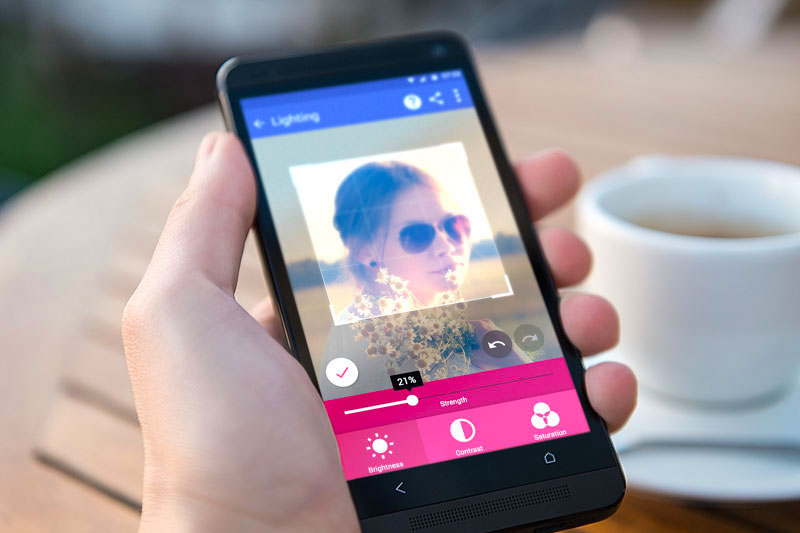 Lighting
?
21%
Strength
Brightness
Contrast
Saturation